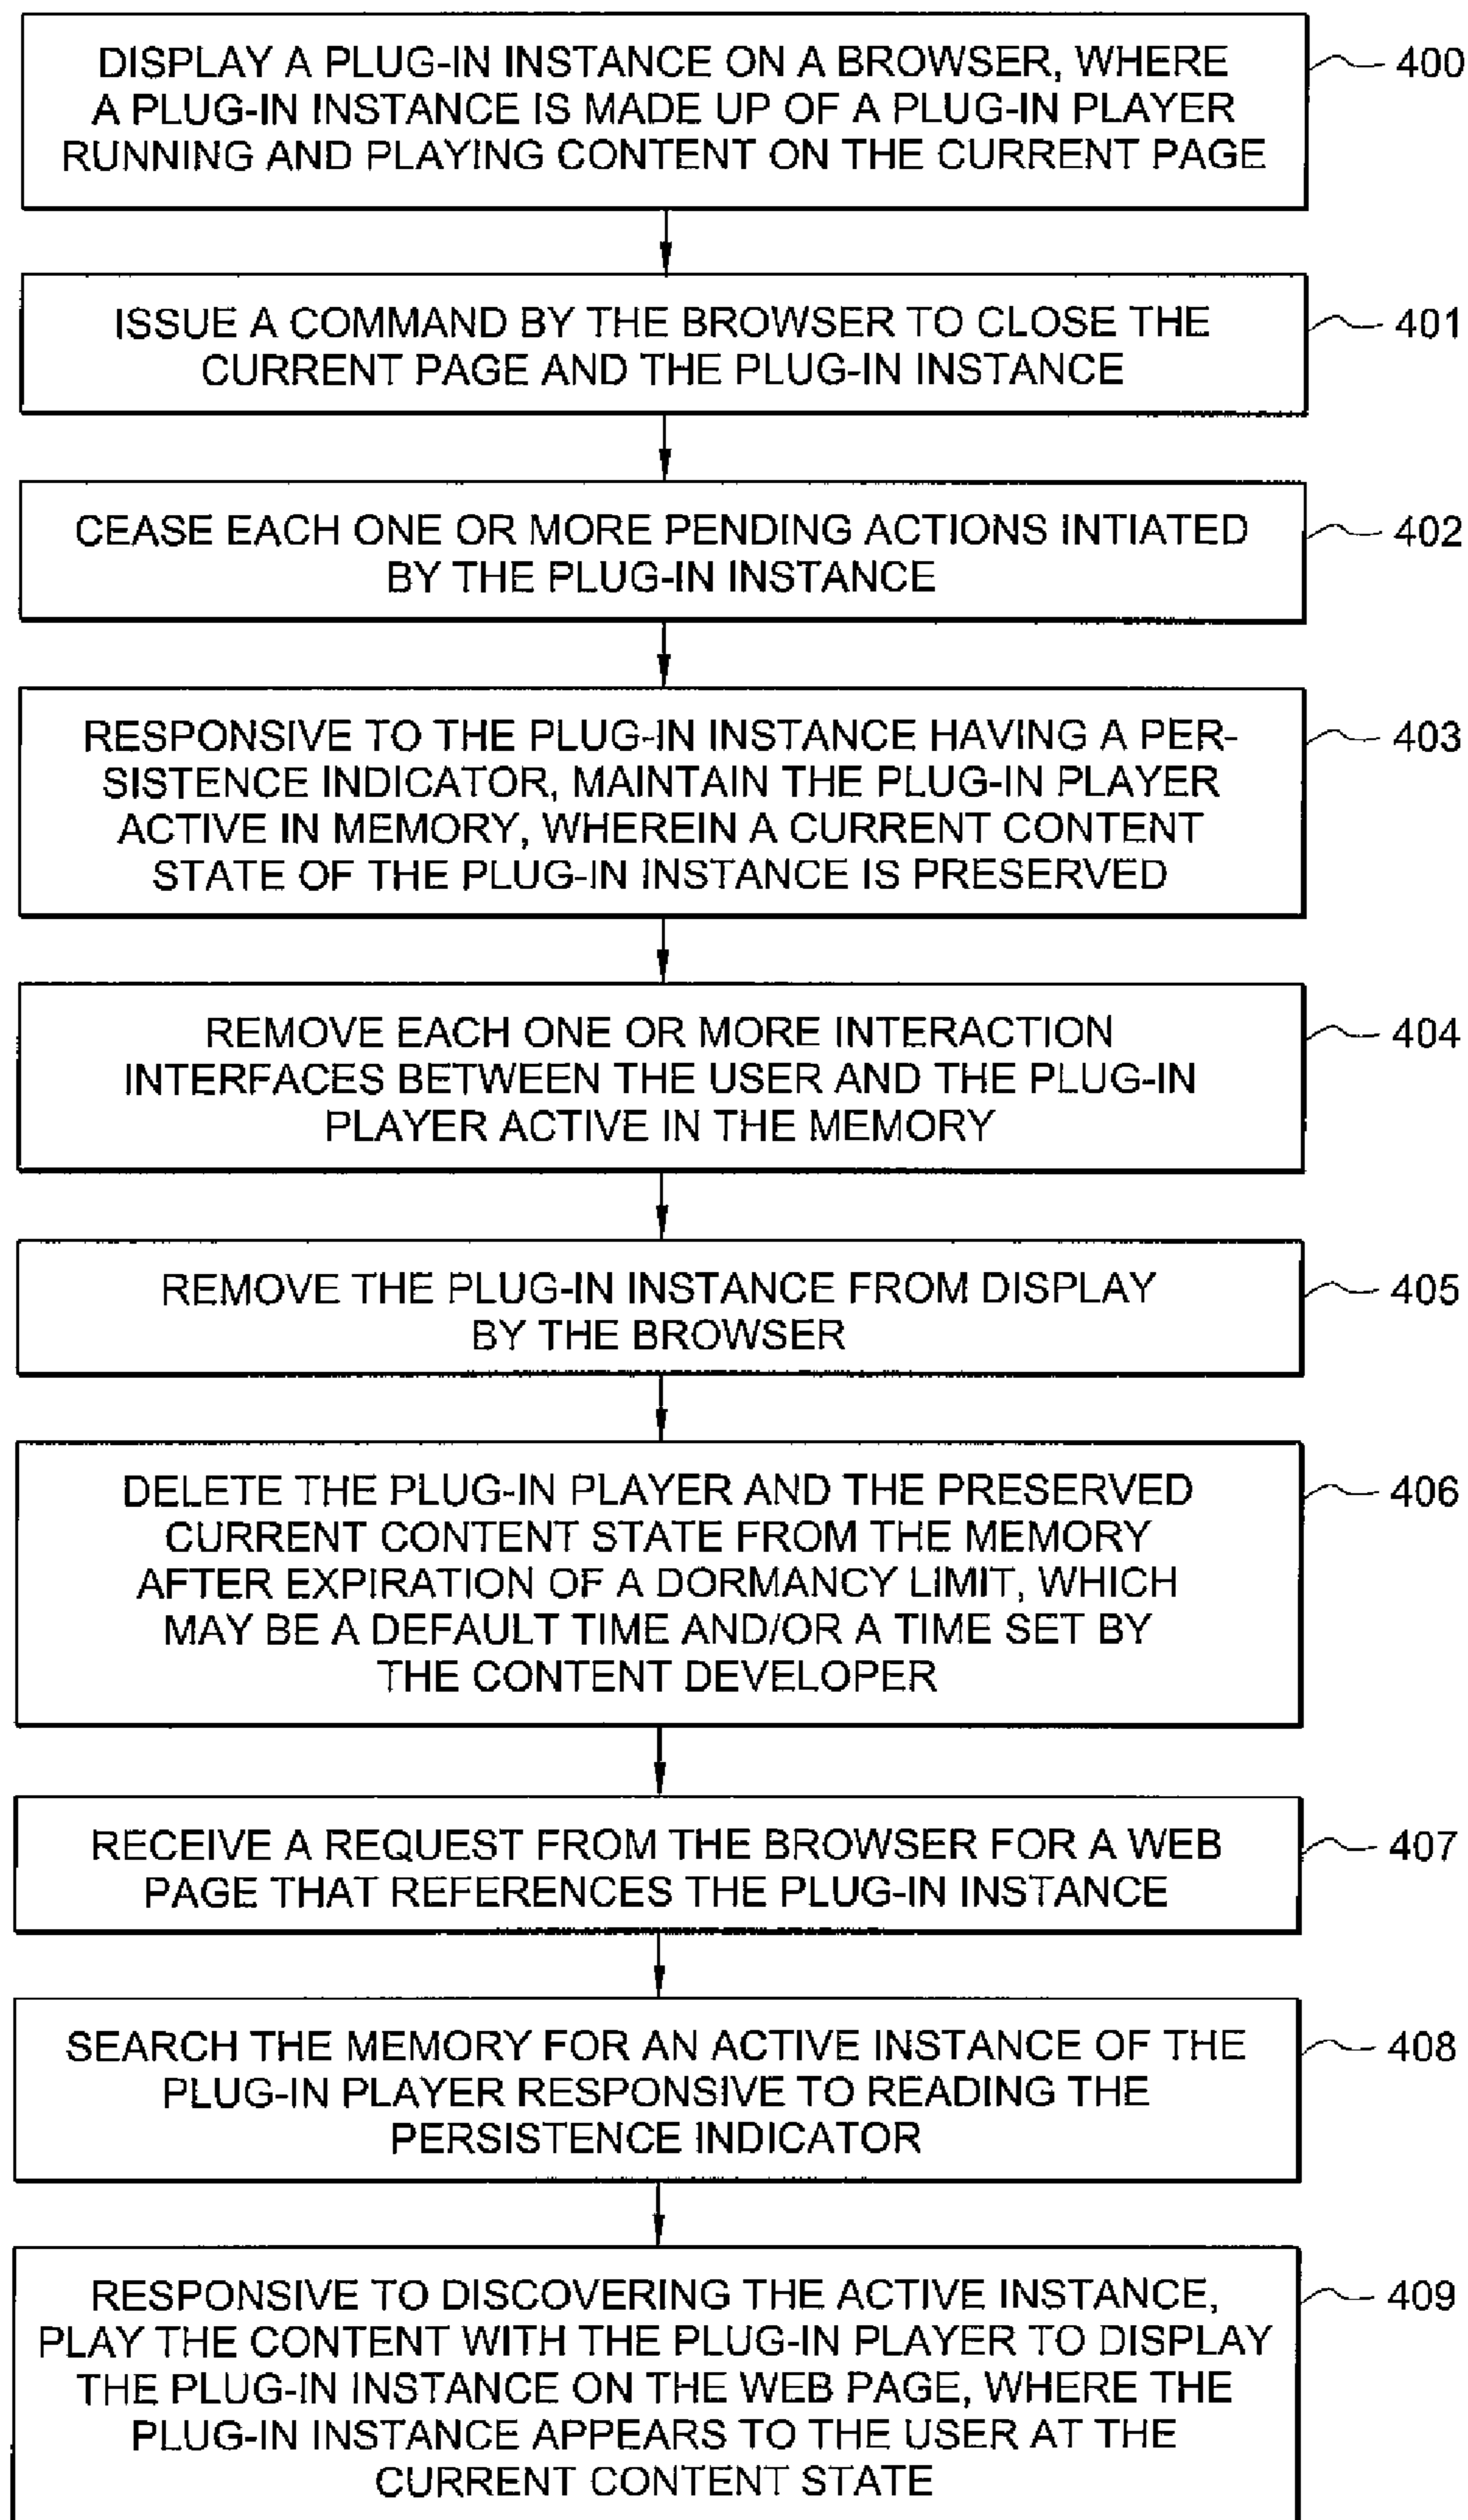 DISPLAY A PLUG-IN INSTANCE ON A BROWSER, WHERE
A PLUG-IN INSTANCE IS MADE UP OF A PLUG-IN PLAYER
RUNNING AND PLAYING CONTENT ON THE CURRENT PAGE
400
ISSUE A COMMAND BY THE BROWSER TO CLOSE THE
CURRENT PAGE AND THE PLUG-IN INSTANCE
401
CEASE EACH ONE OR MORE PENDING ACTIONS INTIATED
BY THE PLUG-IN INSTANCE
402
RESPONSIVE TO THE PLUG-IN INSTANCE HAVING A PER-
SISTENCE INDICATOR, MAINTAIN THE PLUG-IN PLAYER
ACTIVE IN MEMORY, WHEREIN A CURRENT CONTENT
STATE OF THE PLUG-IN INSTANCE IS PRESERVED
403
REMOVE EACH ONE OR MORE INTERACTION
INTERFACES BETWEEN THE USER AND THE PLUG-IN
PLAYER ACTIVE IN THE MEMORY
404
REMOVE THE PLUG-IN INSTANCE FROM DISPLAY
BY THE BROWSER
405
DELETE THE PLUG-IN PLAYER AND THE PRESERVED
CURRENT CONTENT STATE FROM THE MEMORY
AFTER EXPIRATION OF A DORMANCY LIMIT, WHICH
MAY BE A DEFAULT TIME AND/OR A TIME SET BY
THE CONTENT DEVELOPER
406
RECEIVE A REQUEST FROM THE BROWSER FOR A WEB
PAGE THAT REFERENCES THE PLUG-IN INSTANCE
407
SEARCH THE MEMORY FOR AN ACTIVE INSTANCE OF THE
PLUG-IN PLAYER RESPONSIVE TO READING THE
PERSISTENCE INDICATOR
408
RESPONSIVE TO DISCOVERING THE ACTIVE INSTANCE,
PLAY THE CONTENT WITH THE PLUG-IN PLAYER TO DISPLAY
THE PLUG-IN INSTANCE ON THE WEB PAGE, WHERE THE
PLUG-IN INSTANCE APPEARS TO THE USER AT THE
CURRENT CONTENT STATE
409